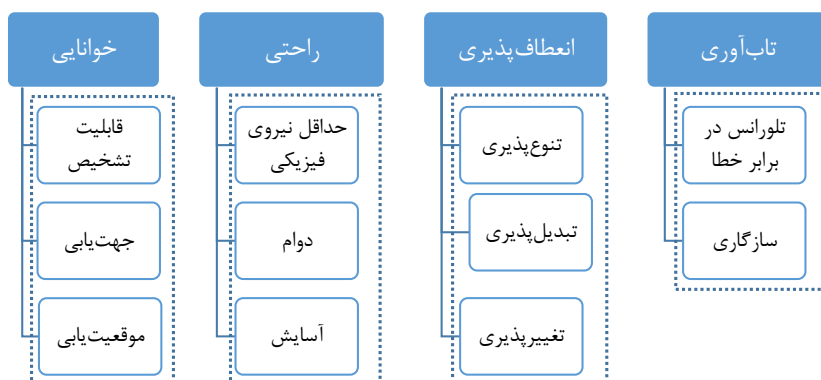 تاب‌آوری
تلورانس در
برابر خطا
سازگاری
انعطاف‌پذیری
تنوع‌پذیری
تبدیل‌پذیری
تغییرپذیری
راحتی
حداقل نیروی
فیزیکی
دوام
آسایش
خوانایی
قابلیت
تشخیص
جهت‌یابی
موقعیت‌یابی